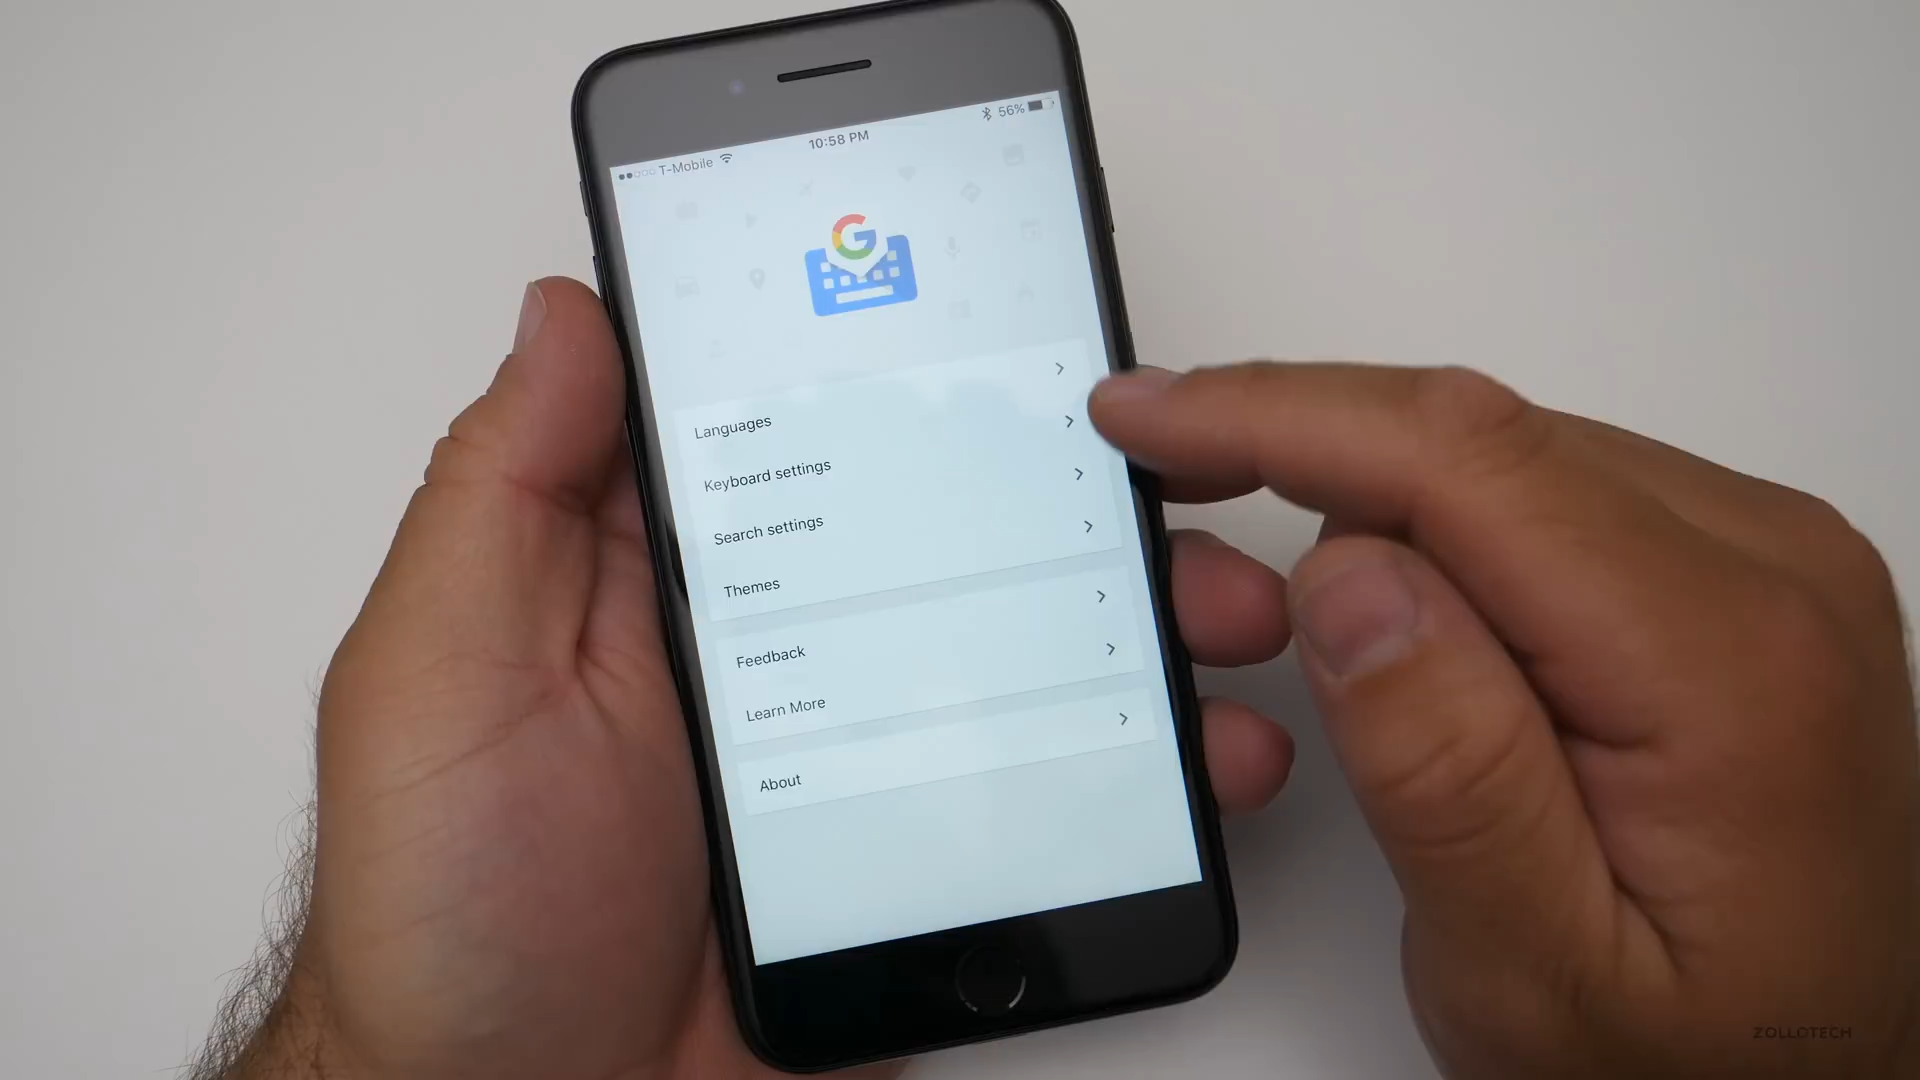 T-Mobile 10:58 PM 56%
G
Languages
Keyboard settings
Search settings
Themes
Feedback
Learn More
About
ZOLLOTECH